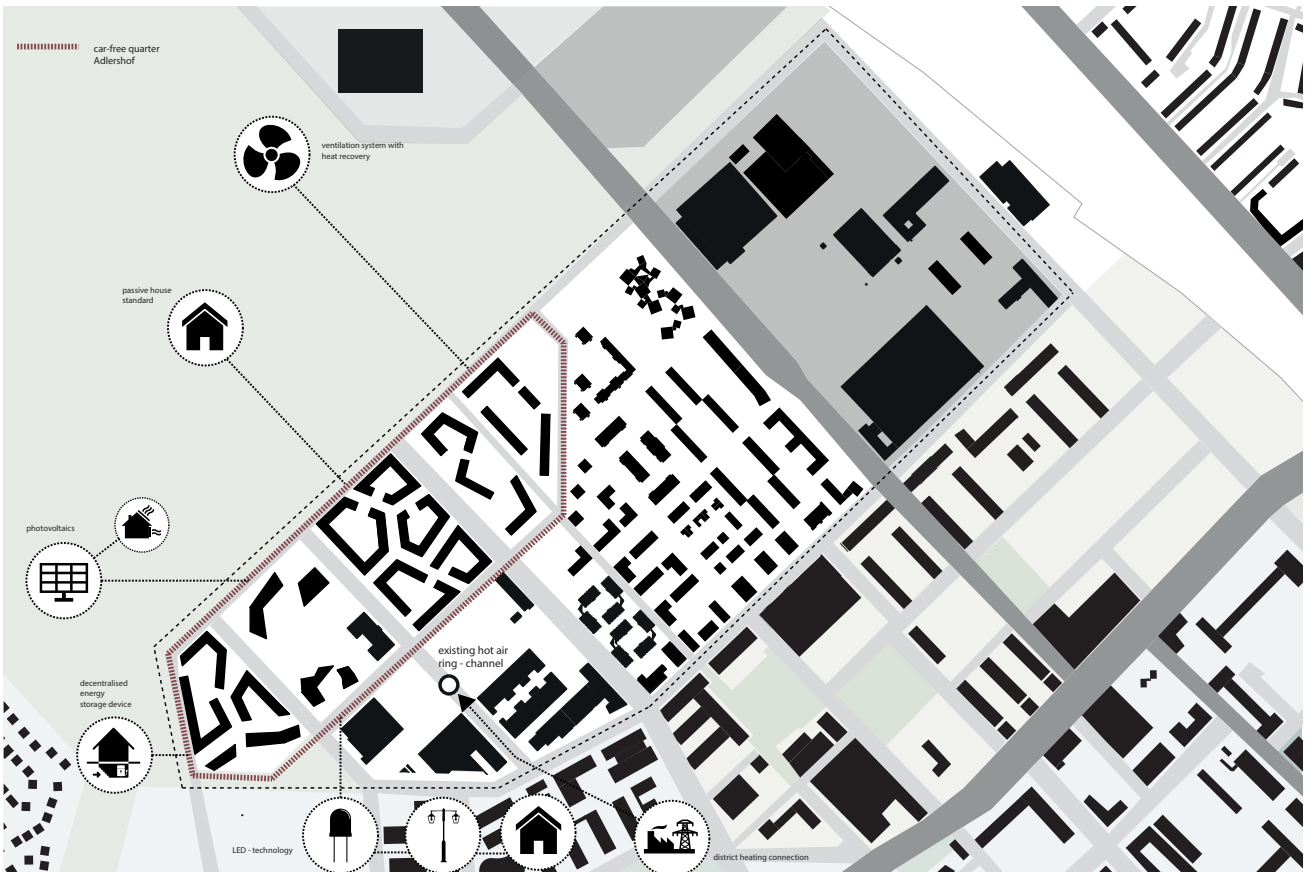 car-free quarter
Adlershof
ventilation system with
heat recovery
passive house
standard
photovoltaics
existing hot air
ring - channel
decentralised
energy
storage device
LED - technology
district heating connection